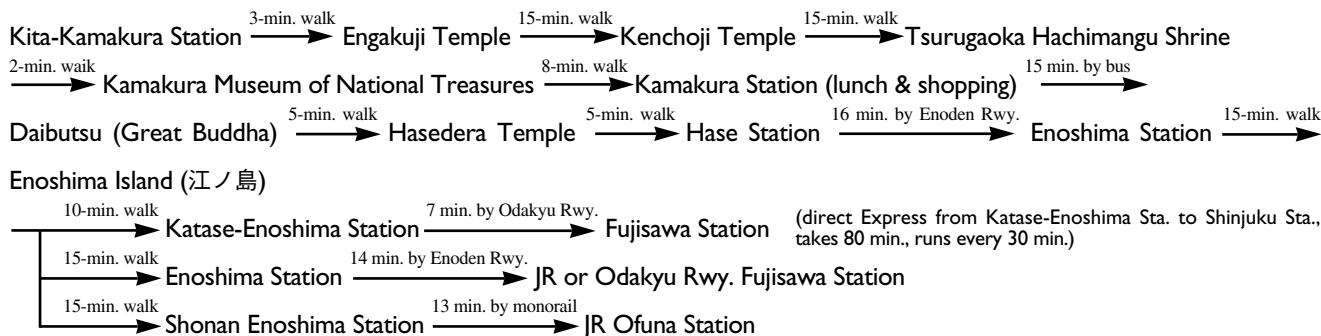 3-min. walk 15-min. walk 15-min. walk
Kita-Kamakura Station Engakuji Temple Kenchoji Temple Tsurugaoka Hachimangu Shrine
2-min. waik 8-min. walk 15 min. by bus
Kamakura Museum of National Treasures Kamakura Station (lunch & shopping)
5-min. walk 5-min. walk 16 min. by Enoden Rwy. 15-min. walk
Daibutsu (Great Buddha) Hasedera Temple Hase Station Enoshima Station
Enoshima Island (江ノ島)
10-min. walk 7 min. by Odakyu Rwy.
Katase-Enoshima Station Fujisawa Station (direct Express from Katase-Enoshima Sta. to Shinjuku Sta.,
takes 80 min., runs every 30 min.)
15-min. walk 14 min. by Enoden Rwy.
Enoshima Station JR or Odakyu Rwy. Fujisawa Station
15-min. walk 13 min. by monorail
Shonan Enoshima Station JR Ofuna Station